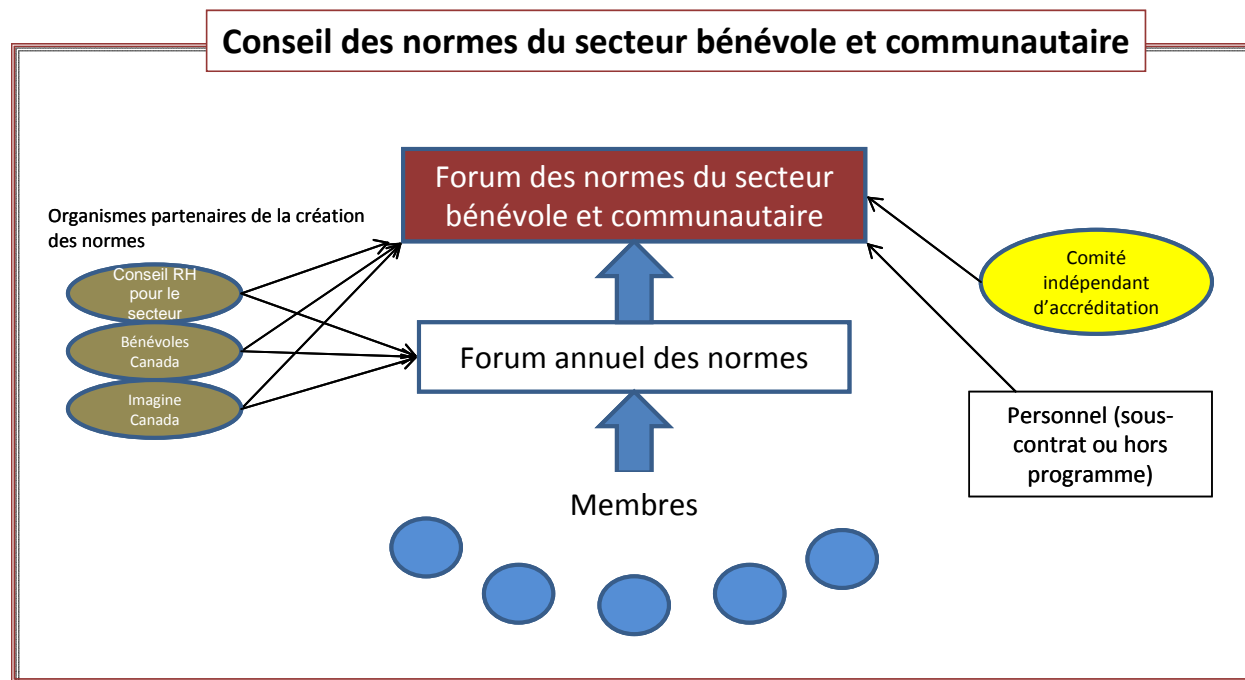 Conseil des normes du secteur bénévole et communautaire
Forum des normes du secteur
bénévole et communautaire
Organismes partenaires de la création
des normes
Conseil RH
pour le
secteur
Bénévoles
Canada
Imagine
Canada
Forum annuel des normes
Membres
Comité
indépendant
d’accréditation
Personnel (sous-
contrat ou hors
programme)